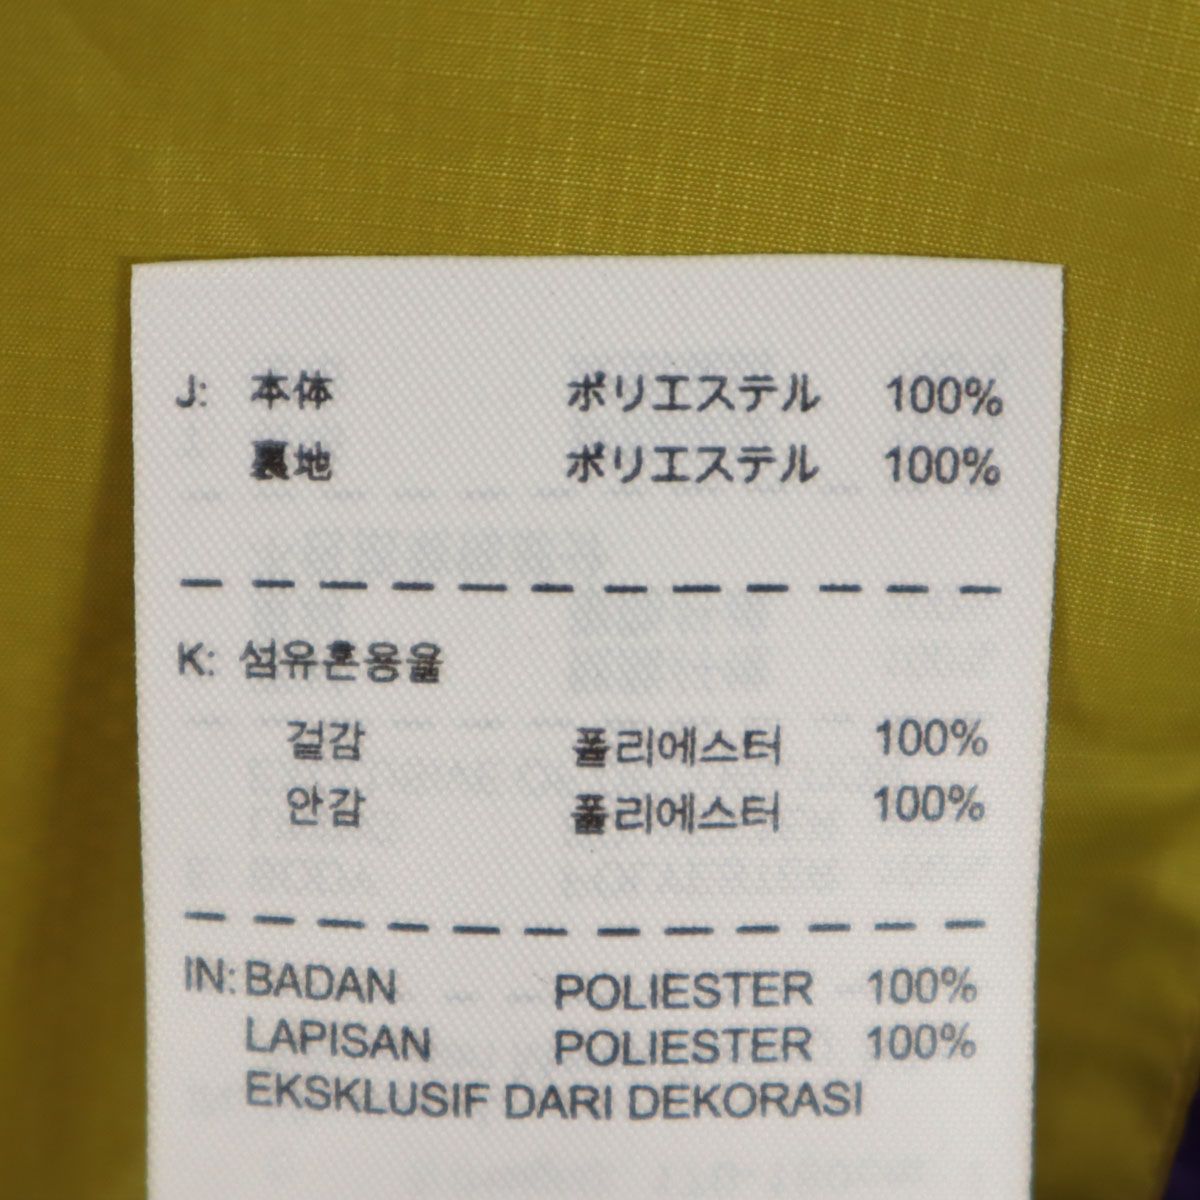 J: 本体 ポリエステル 100%
裏地 ポリエステル 100%
K: 섬유혼용율
겉감 폴리에스터 100%
안감 폴리에스터 100%
IN: BADAN POLIESTER 100%
LAPISAN POLIESTER 100%
EKSKLUSIF DARI DEKORASI